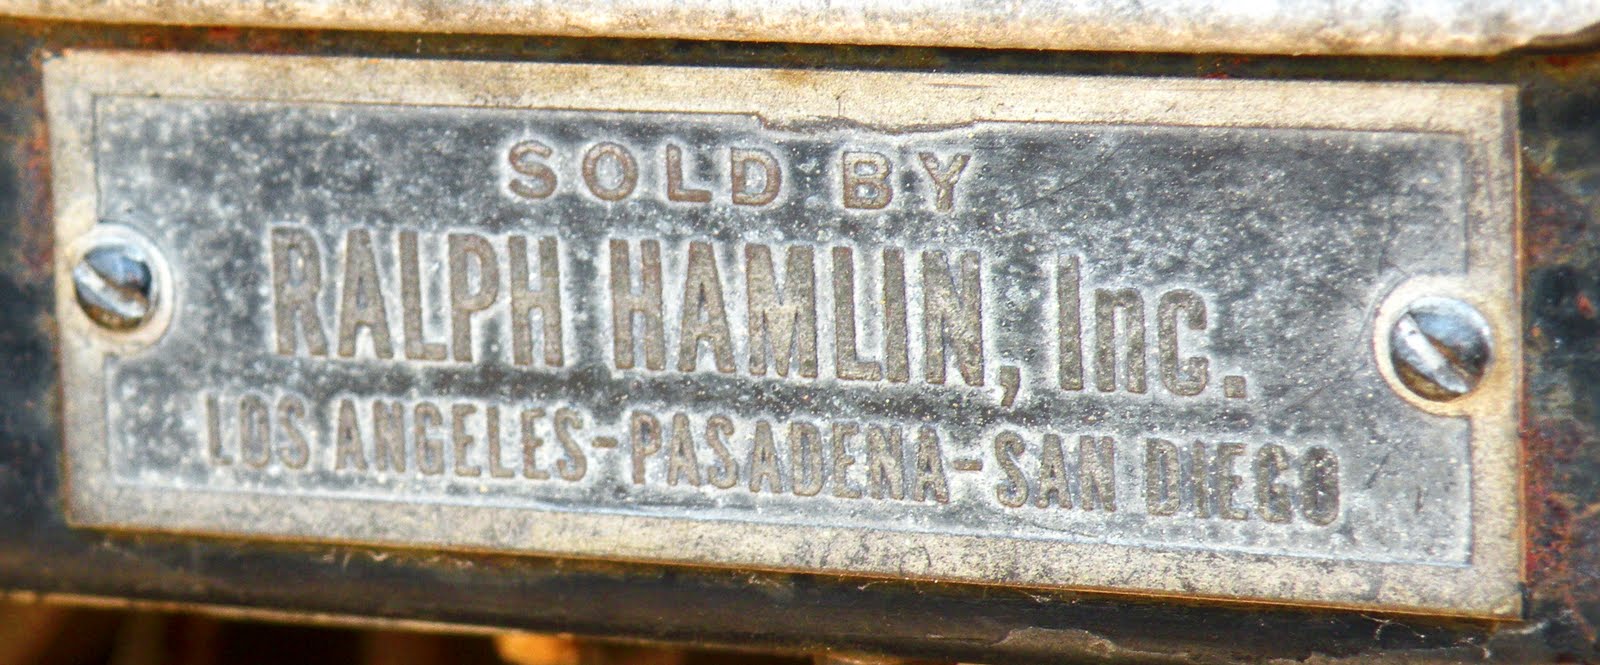 SOLD BY
RALPH HAMLIN, Inc.
LOS ANGELES-PASADENA-SAN DIEGO